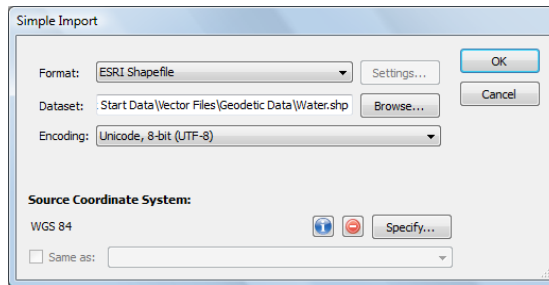 Simple Import
Format: ESRI Shapefile Settings... OK
Dataset: Start Data\Vector Files\Geodetic Data\Water.shp Browse... Cancel
Encoding: Unicode, 8-bit (UTF-8)
Source Coordinate System:
WGS 84 Specify...
Same as: